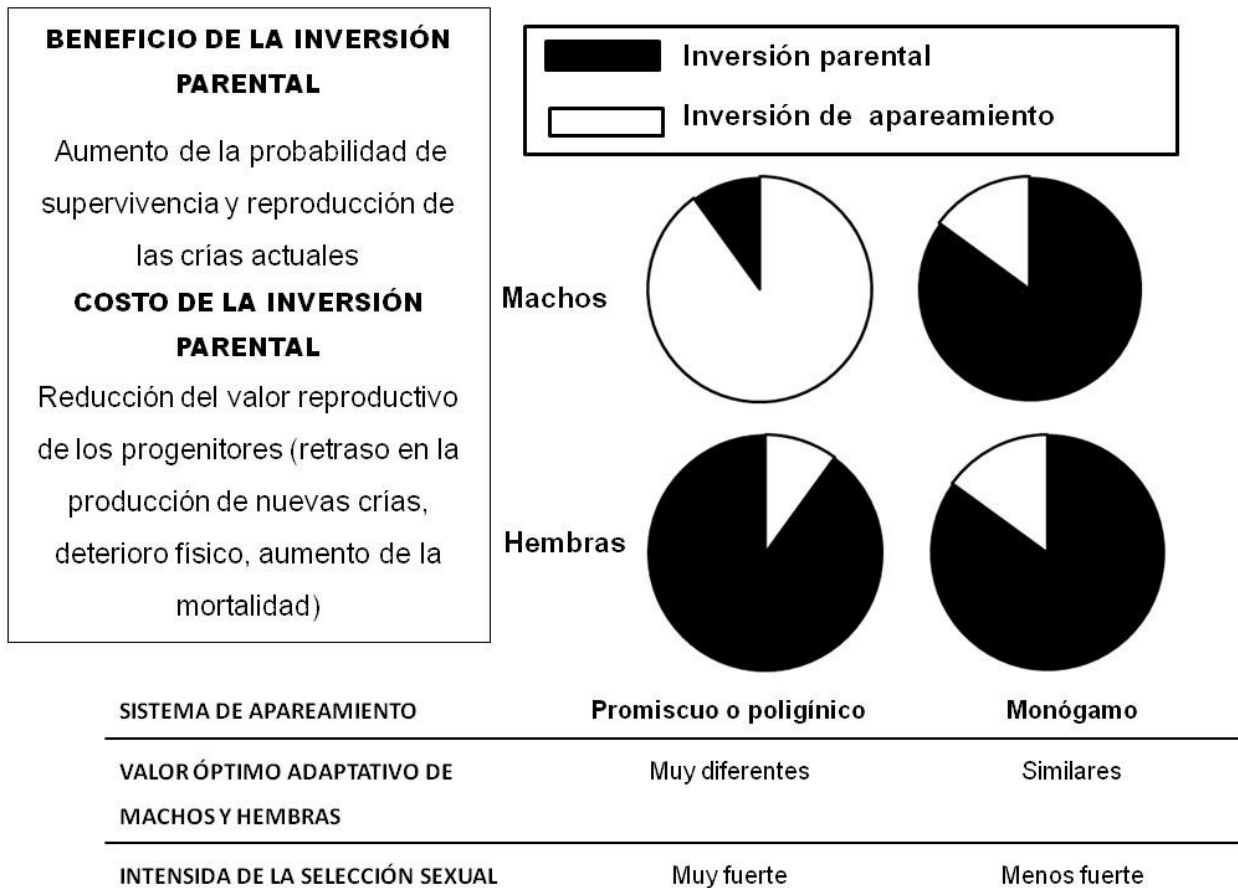 BENEFICIO DE LA INVERSIÓN
PARENTAL
Aumento de la probabilidad de
supervivencia y reproducción de
las crías actuales
COSTO DE LA INVERSIÓN
PARENTAL
Reducción del valor reproductivo
de los progenitores (retraso en la
producción de nuevas crías,
deterioro físico, aumento de la
mortalidad)
Inversión parental
Inversión de apareamiento
Machos
Hembras
SISTEMA DE APAREAMIENTO Promiscuo o poligínico Monógamo
VALOR ÓPTIMO ADAPTATIVO DE Muy diferentes Similares
MACHOS Y HEMBRAS
INTENSIDA DE LA SELECCIÓN SEXUAL Muy fuerte Menos fuerte